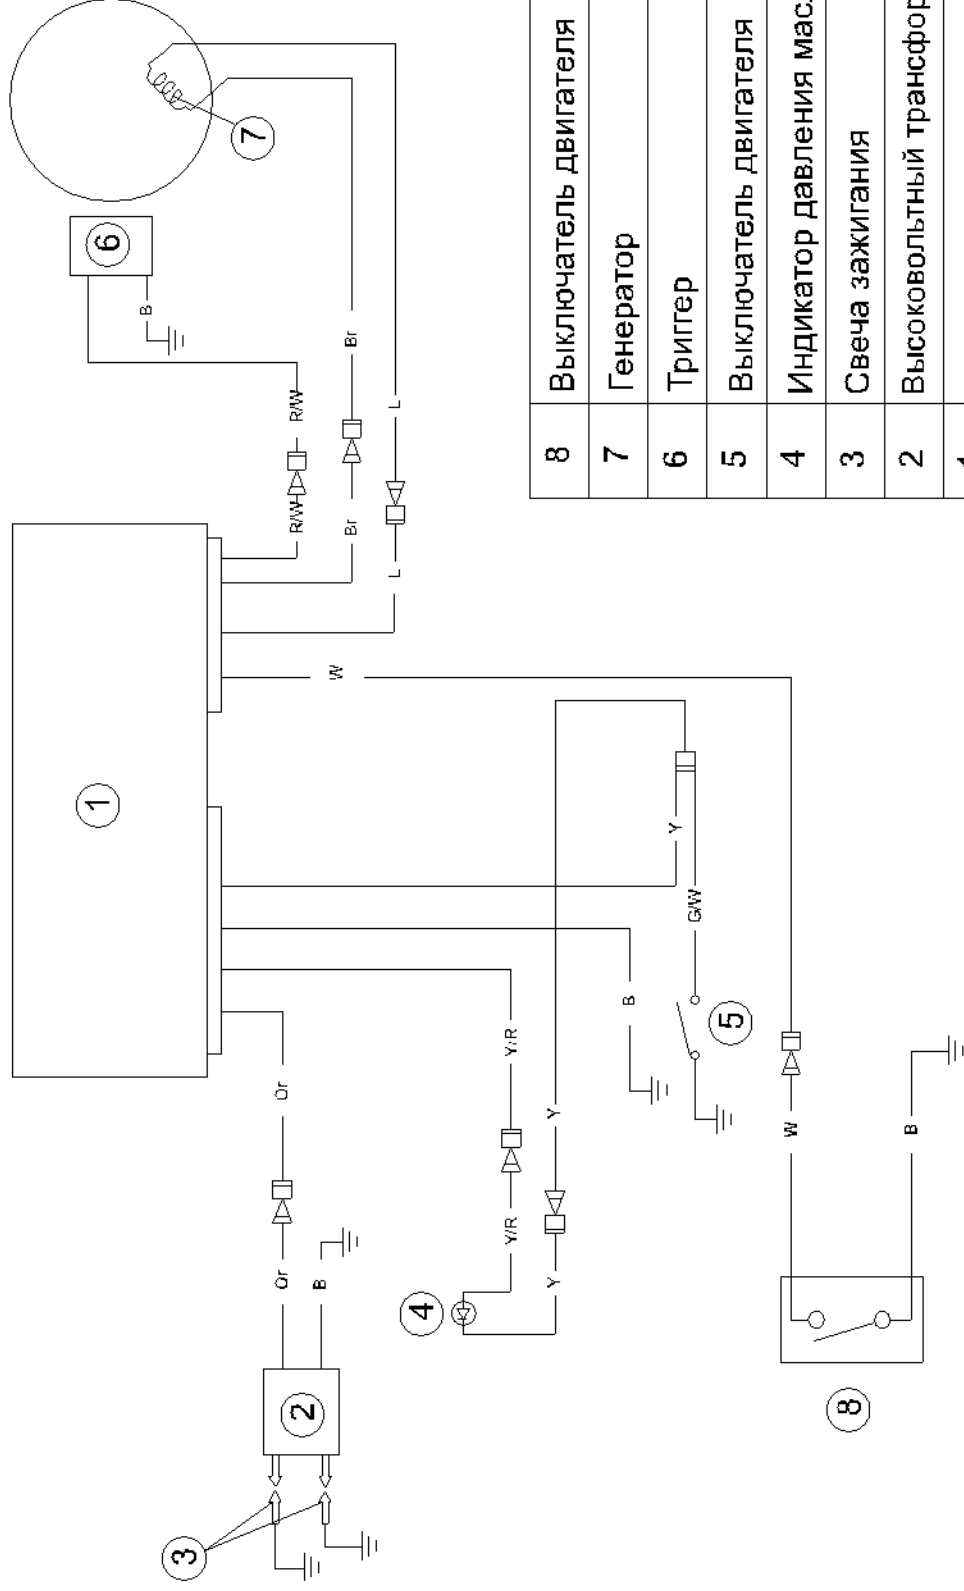 8 Выключатель двигателя
7 Генератор
6 Триггер
5 Выключатель двигателя
4 Индикатор давления мас
3 Свеча зажигания
2 Высоковольтный трансфор
1
7
6
B
R/W
R/W
Br
Br
L
L
W
1
Y
G/W
B
5
Y/R
Y/R
Y
Y
4
Or
Or
B
2
3
W
B
8